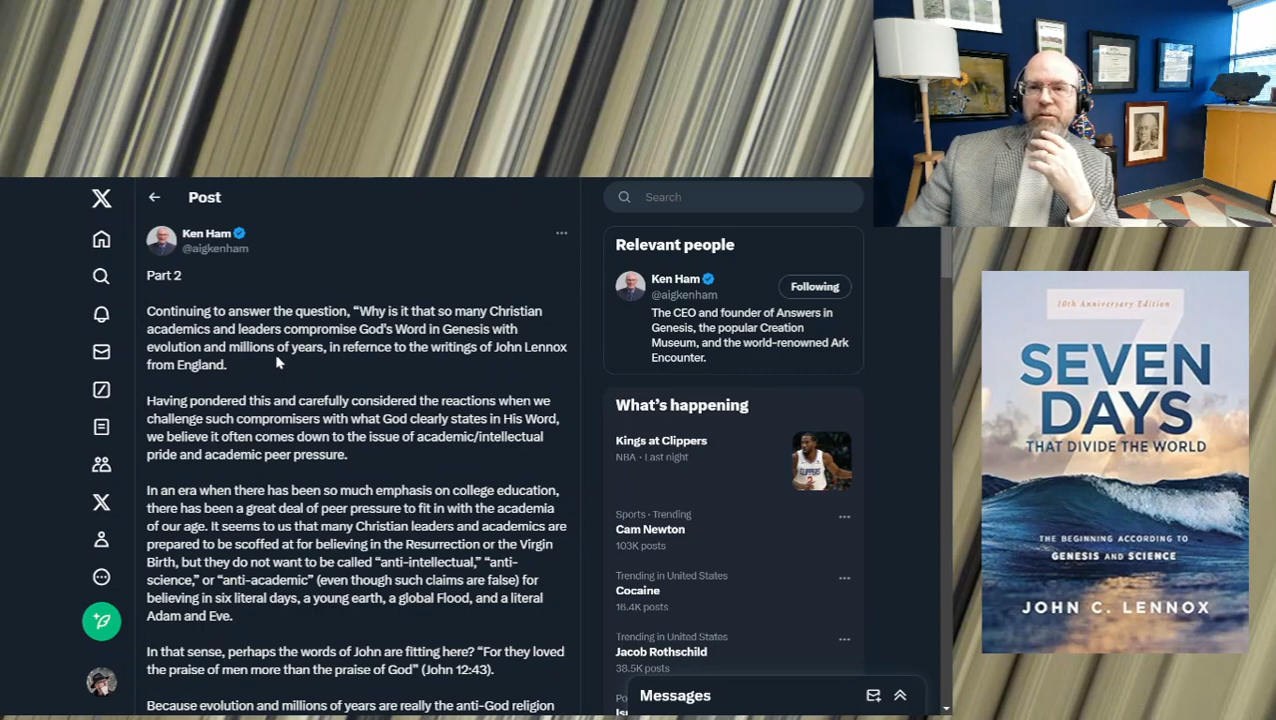 Post
Ken Ham
@aigkenham
Part 2
Continuing to answer the question, “Why is it that so many Christian
academics and leaders compromise God’s Word in Genesis with
evolution and millions of years, in refernce to the writings of John Lennox
from England.
Having pondered this and carefully considered the reactions when we
challenge such compromisers with what God clearly states in His Word,
we believe it often comes down to the issue of academic/intellectual
pride and academic peer pressure.
In an era when there has been so much emphasis on college education,
there has been a great deal of peer pressure to fit in with the academia
of our age. It seems to us that many Christian leaders and academics are
prepared to be scoffed at for believing in the Resurrection or the Virgin
Birth, but they do not want to be called “anti-intellectual,” “anti-
science,” or “anti-academic” (even though such claims are false) for
believing in six literal days, a young earth, a global Flood, and a literal
Adam and Eve.
In that sense, perhaps the words of John are fitting here? “For they loved
the praise of men more than the praise of God” (John 12:43).
Because evolution and millions of years are really the anti-God religion
Search
Relevant people
Ken Ham
@aigkenham
Following
The CEO and founder of Answers in
Genesis, the popular Creation
Museum, and the world-renowned Ark
Encounter.
What’s happening
Kings at Clippers
NBA · Last night
Sports · Trending
Cam Newton
103K posts
Trending in United States
Cocaine
16.4K posts
Trending in United States
Jacob Rothschild
38.5K posts
Messages
10th Anniversary Edition
7
SEVEN
DAYS
THAT DIVIDE THE WORLD
THE BEGINNING ACCORDING TO
GENESIS AND SCIENCE
JOHN C. LENNOX